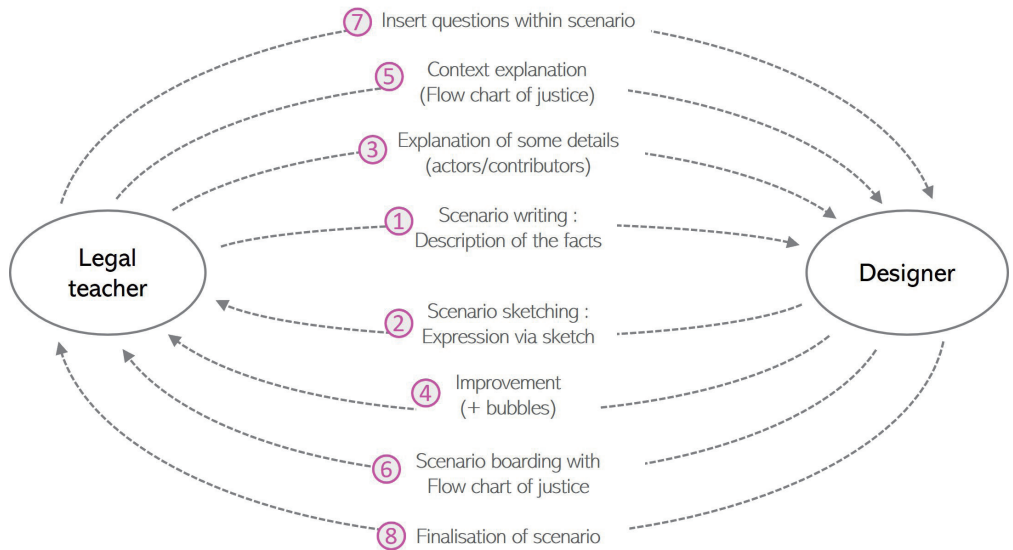 7 Insert questions within scenario
5 Context explanation
(Flow chart of justice)
3 Explanation of some details
(actors/contributors)
1 Scenario writing :
Description of the facts
Legal
teacher
Designer
2 Scenario sketching :
Expression via sketch
4 Improvement
(+ bubbles)
6 Scenario boarding with
Flow chart of justice
8 Finalisation of scenario